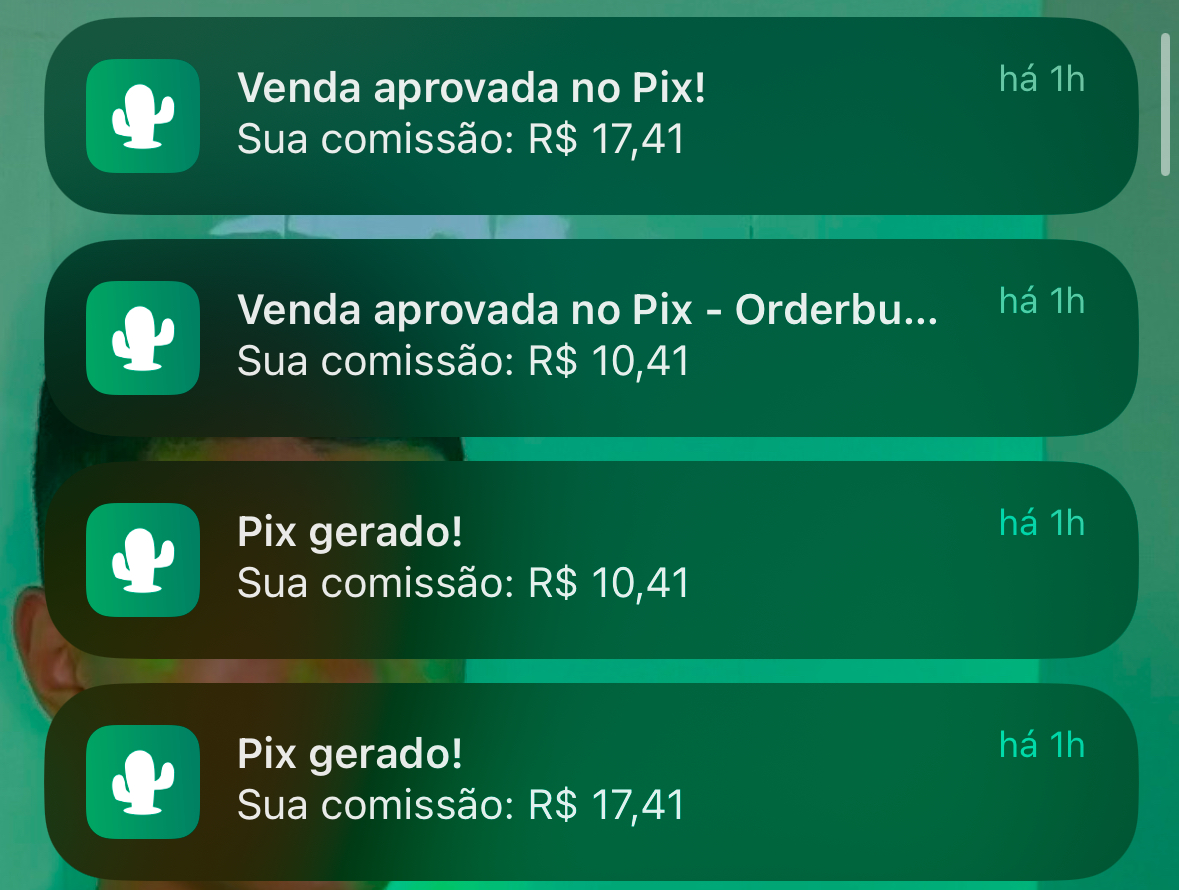 Venda aprovada no Pix!
há 1h
Sua comissão: R$ 17,41
Venda aprovada no Pix - Orderbu...
há 1h
Sua comissão: R$ 10,41
Pix gerado!
há 1h
Sua comissão: R$ 10,41
Pix gerado!
há 1h
Sua comissão: R$ 17,41